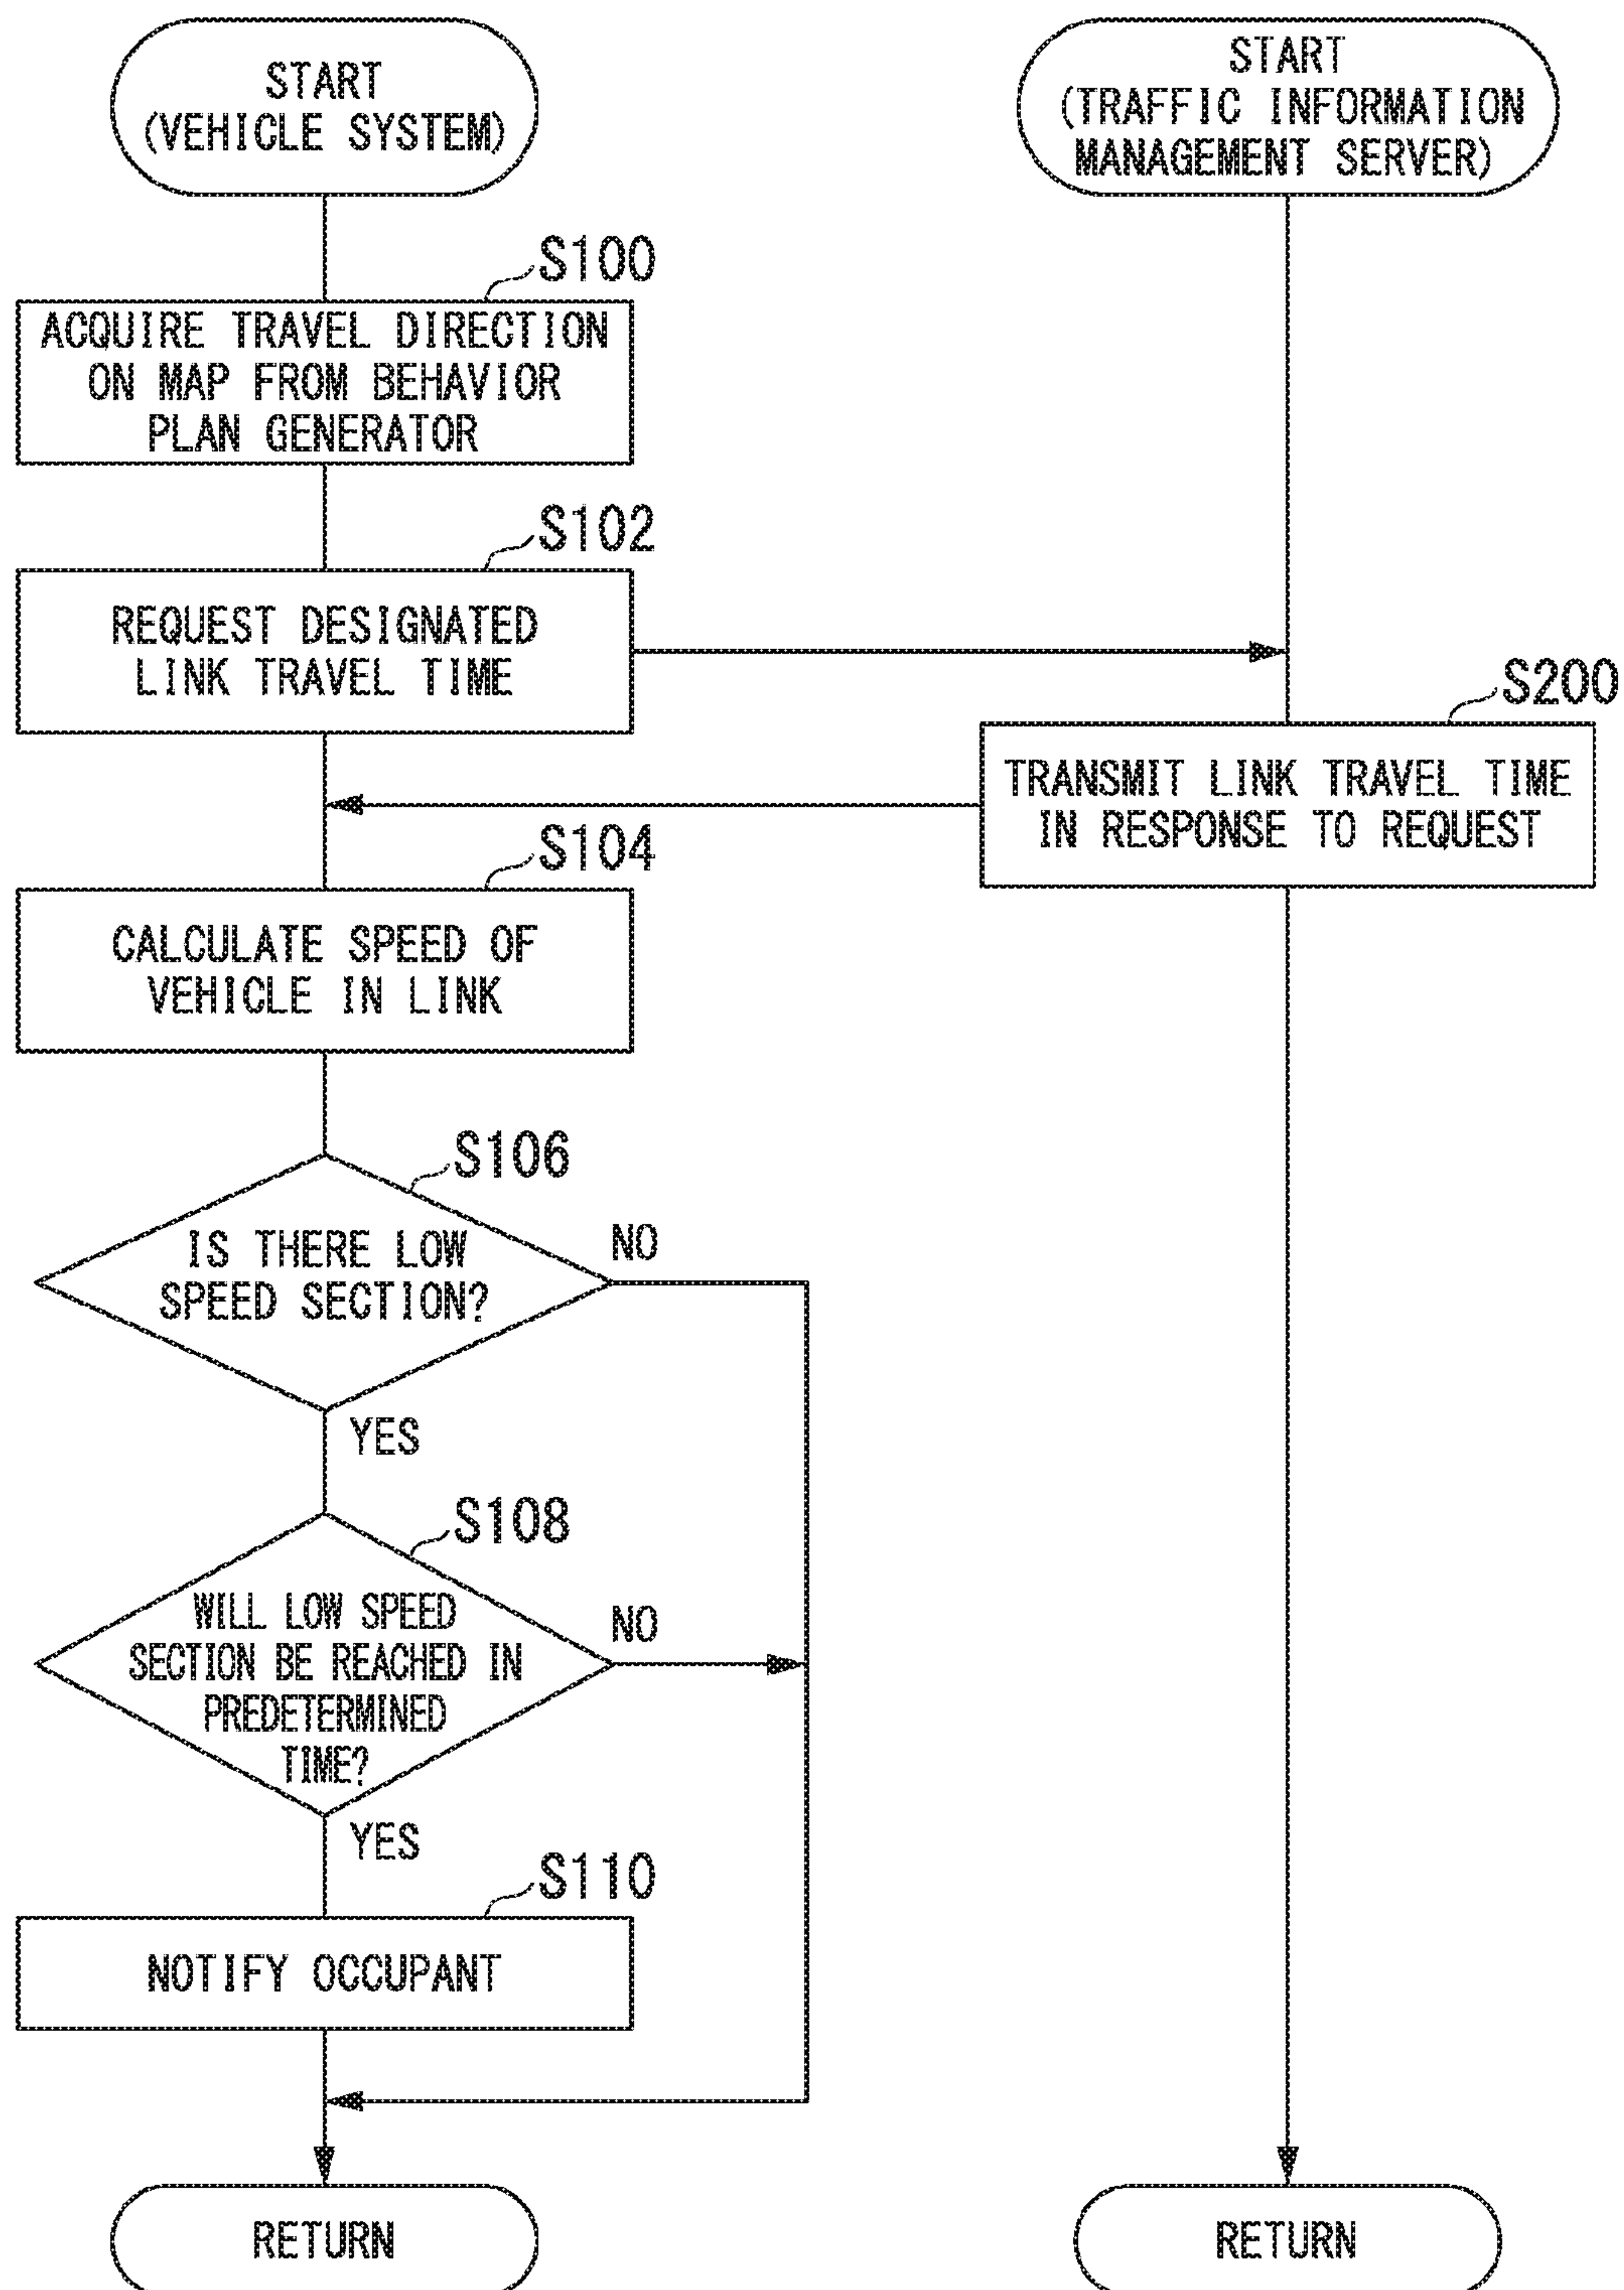 START
(VEHICLE SYSTEM)
START
(TRAFFIC INFORMATION
MANAGEMENT SERVER)
S100
ACQUIRE TRAVEL DIRECTION
ON MAP FROM BEHAVIOR
PLAN GENERATOR
S102
REQUEST DESIGNATED
LINK TRAVEL TIME
S200
TRANSMIT LINK TRAVEL TIME
IN RESPONSE TO REQUEST
S104
CALCULATE SPEED OF
VEHICLE IN LINK
S106
IS THERE LOW
SPEED SECTION?
NO
YES
S108
WILL LOW SPEED
SECTION BE REACHED IN
PREDETERMINED
TIME?
NO
YES
S110
NOTIFY OCCUPANT
RETURN
RETURN